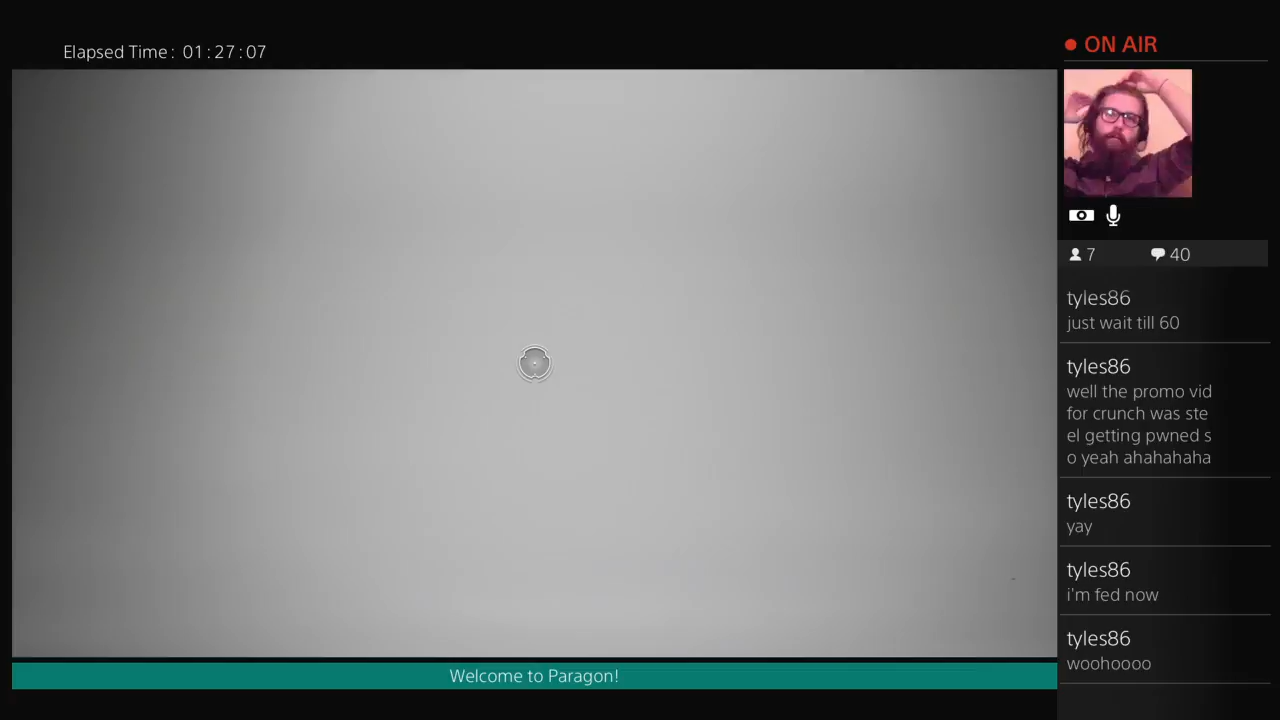 Elapsed Time: 01:27:07
ON AIR
7
40
tyles86
just wait till 60
tyles86
well the promo vid
for crunch was ste
el getting pwned s
o yeah ahahahaha
tyles86
yay
tyles86
i'm fed now
tyles86
woohoooo
Welcome to Paragon!